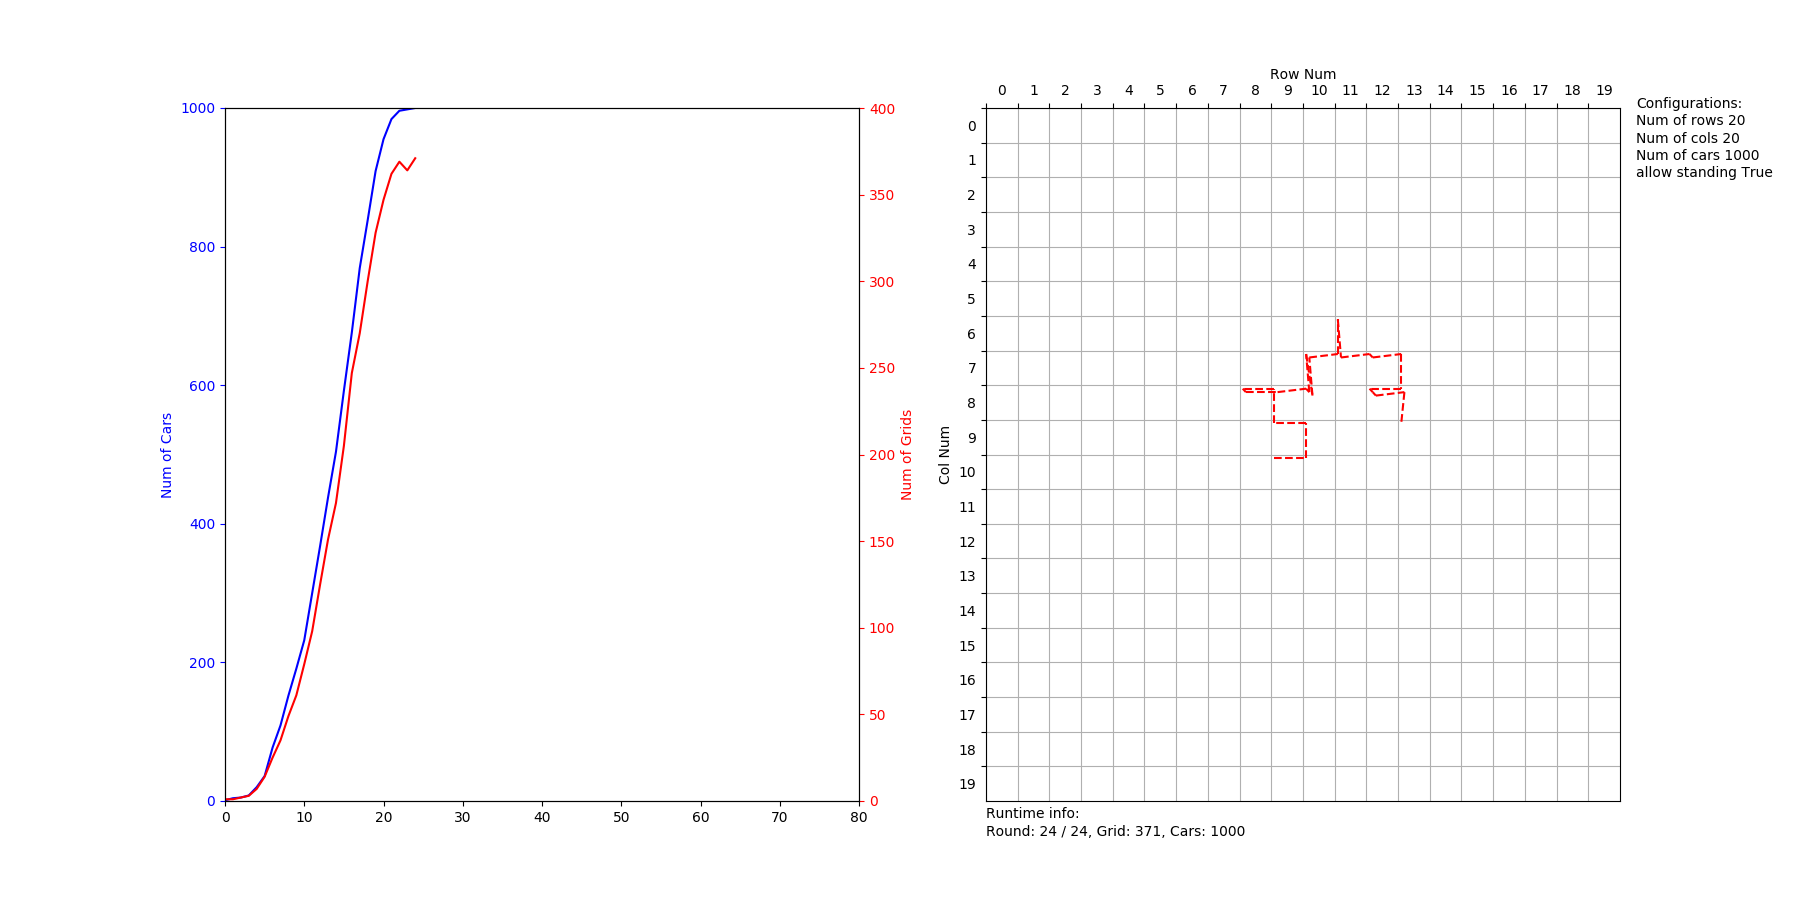 1000
800
600
400
200
0
Num of Cars
0 10 20 30 40 50 60 70 80
400
350
300
250
200
150
100
50
0
Num of Grids
Row Num
0 1 2 3 4 5 6 7 8 9 10 11 12 13 14 15 16 17 18 19
Col Num
0
1
2
3
4
5
6
7
8
9
10
11
12
13
14
15
16
17
18
19
Configurations:
Num of rows 20
Num of cols 20
Num of cars 1000
allow standing True
Runtime info:
Round: 24 / 24, Grid: 371, Cars: 1000